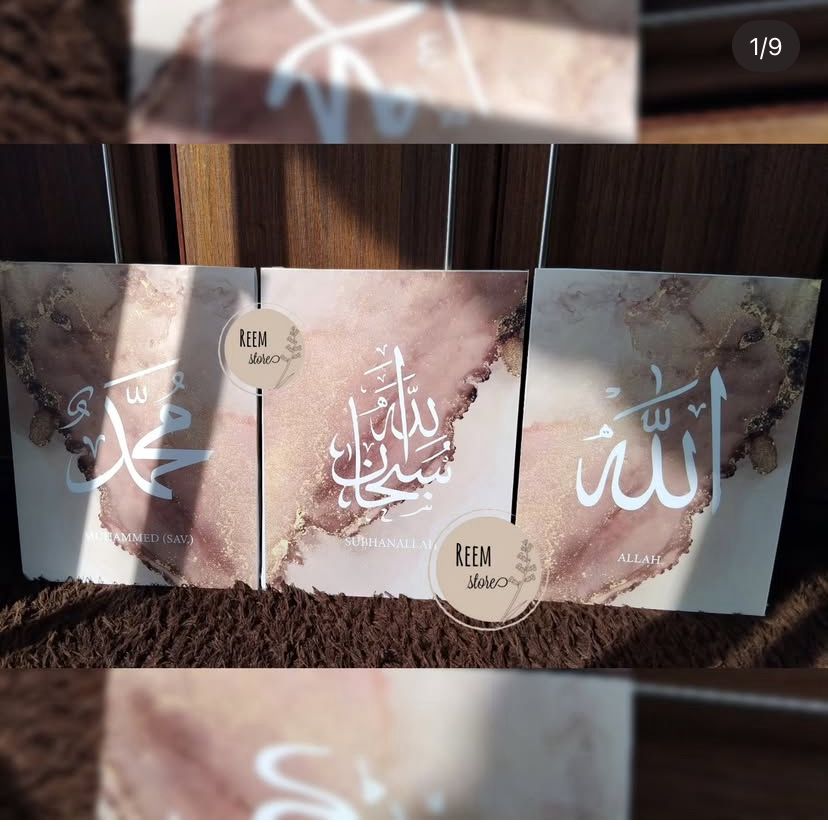 1/9
REEM
store
محمد
MUHAMMED (SAV.)
سبحان الله
SUBHANALLAH
REEM
store
الله
ALLAH